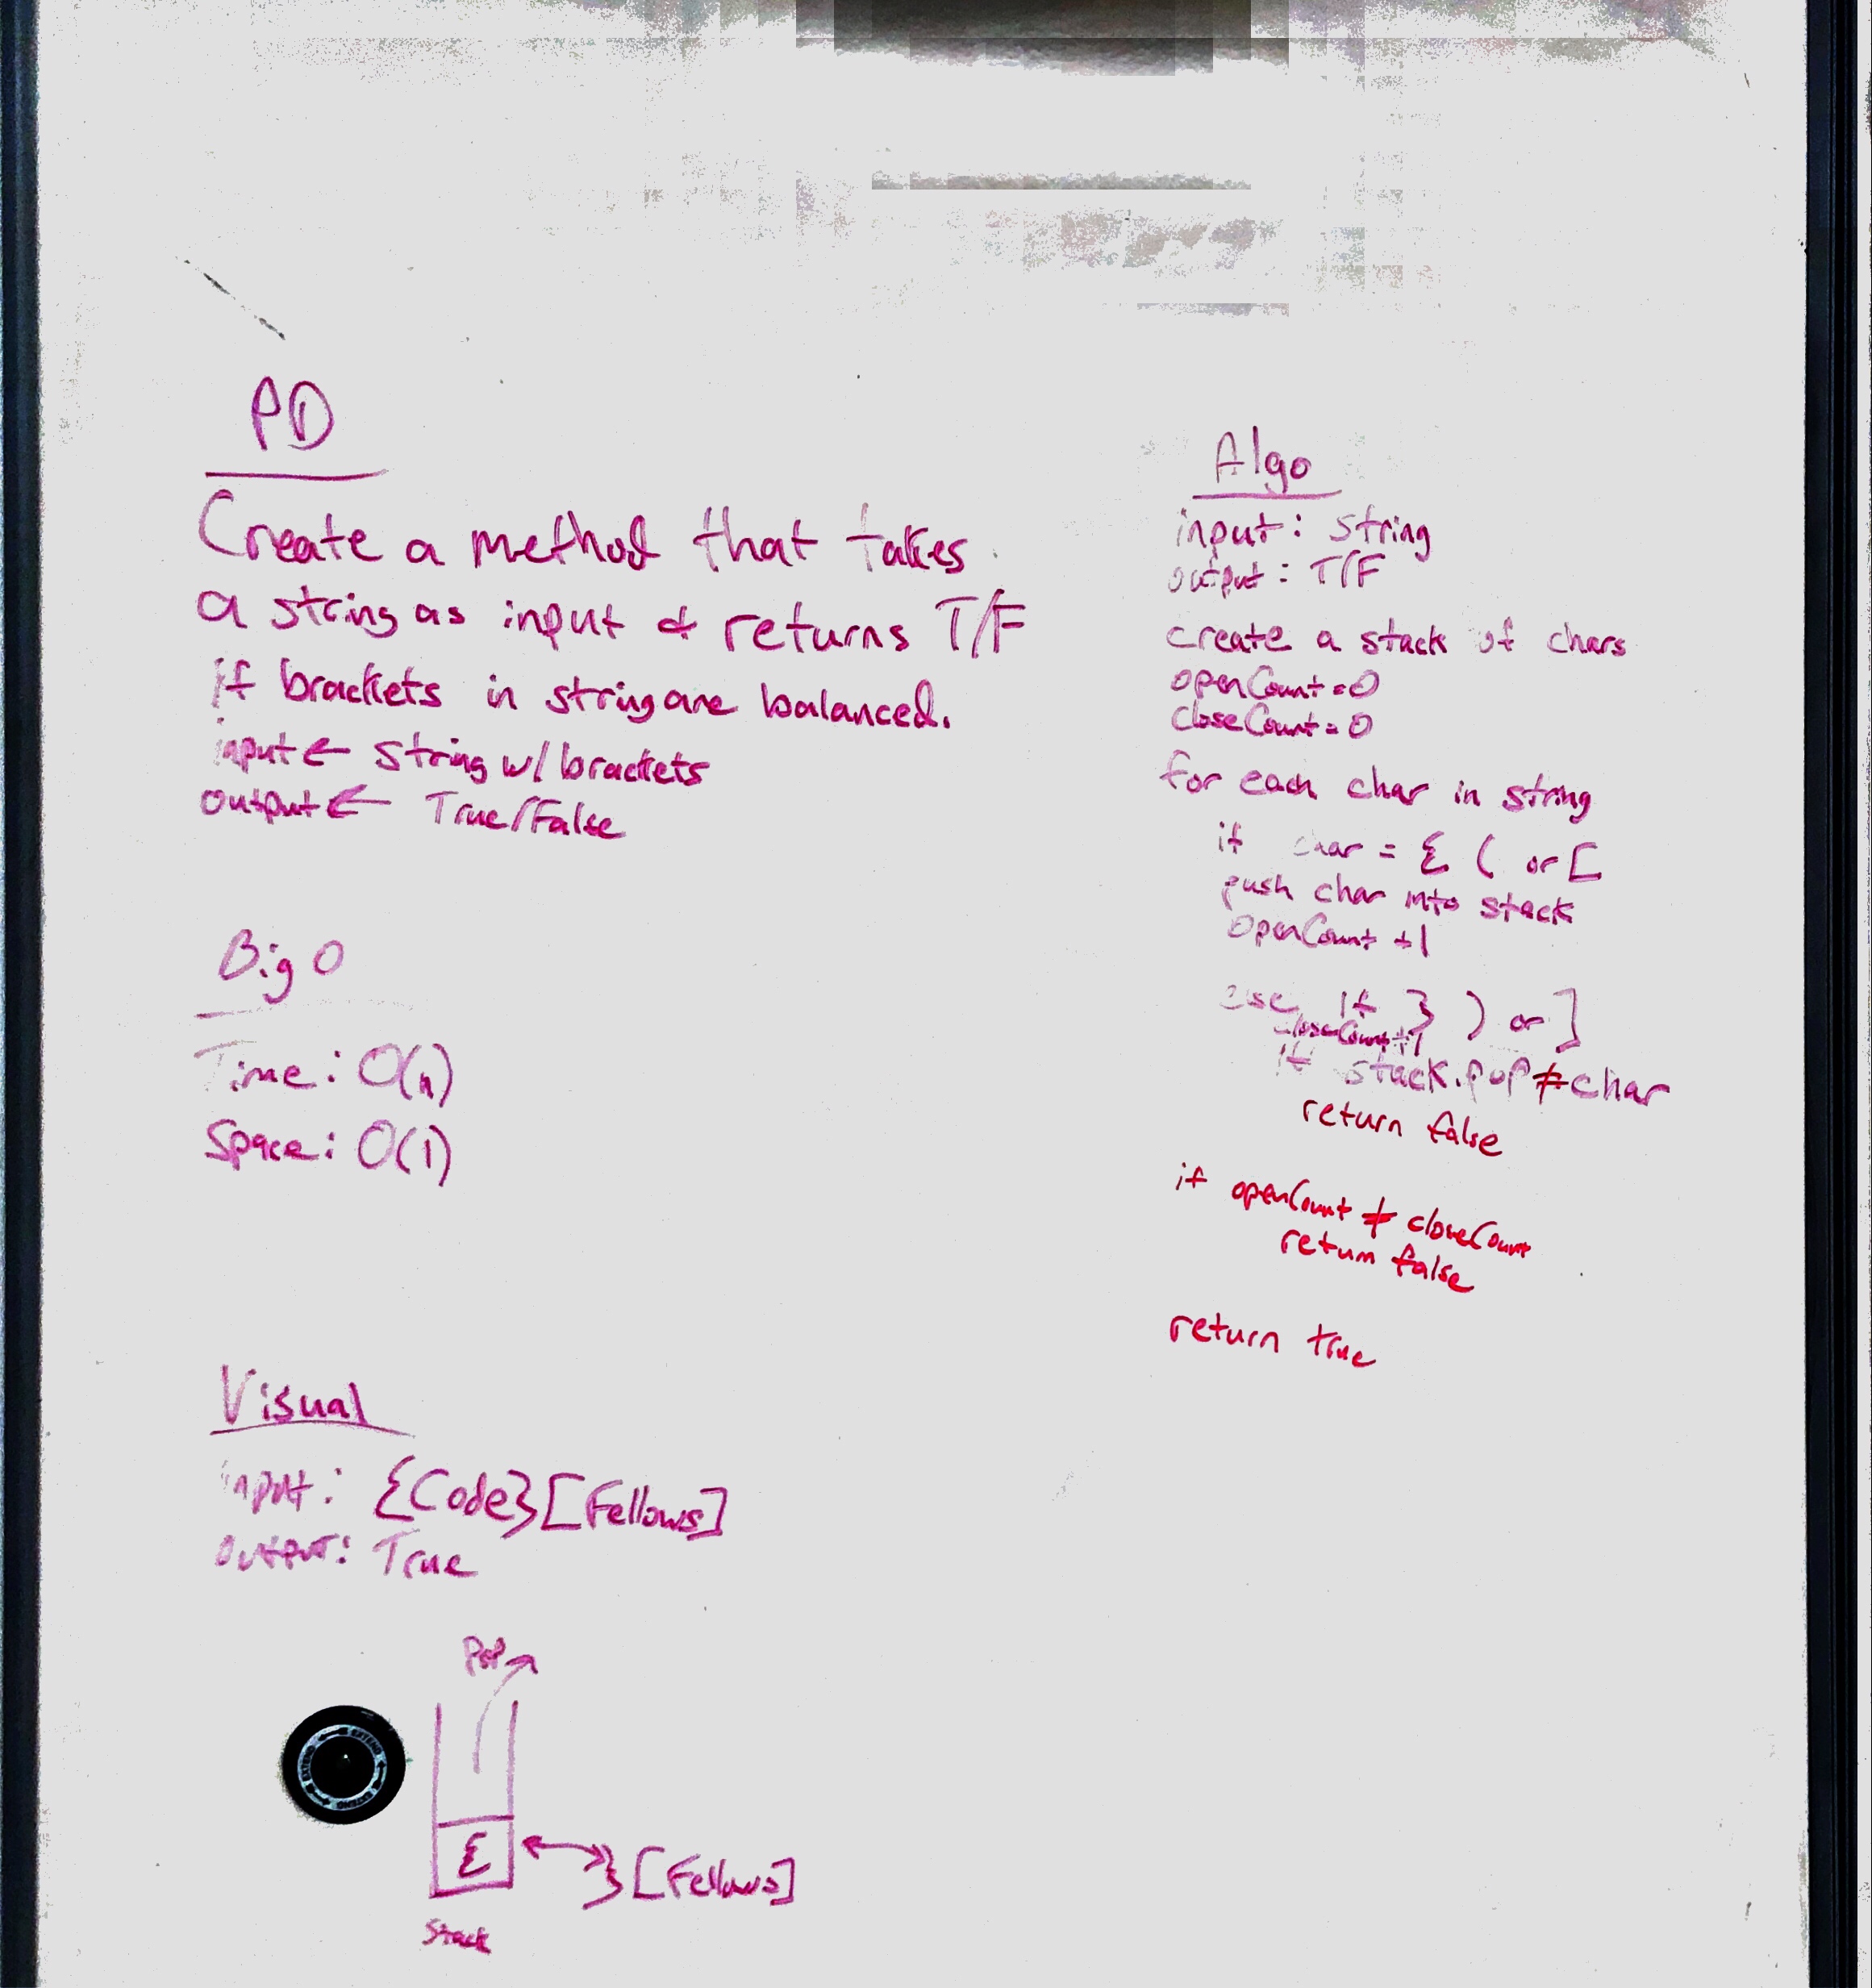 PD
Create a method that takes
a string as input & returns T/F
if brackets in string are balanced.
input ← string w/ brackets
output ← True/False
Big O
Time: O(n)
Space: O(1)
Visual
input: {Code}[Fellows]
output: True
Pop
{
}[Fellows]
Stack
Algo
input: string
output: T/F
create a stack of chars
openCount=0
closeCount=0
for each char in string
if char = { ( or [
push char into stack
openCount +1
else if } ) or ]
closeCount+1
if stack.pop ≠ char
return false
if openCount ≠ closeCount
return false
return true